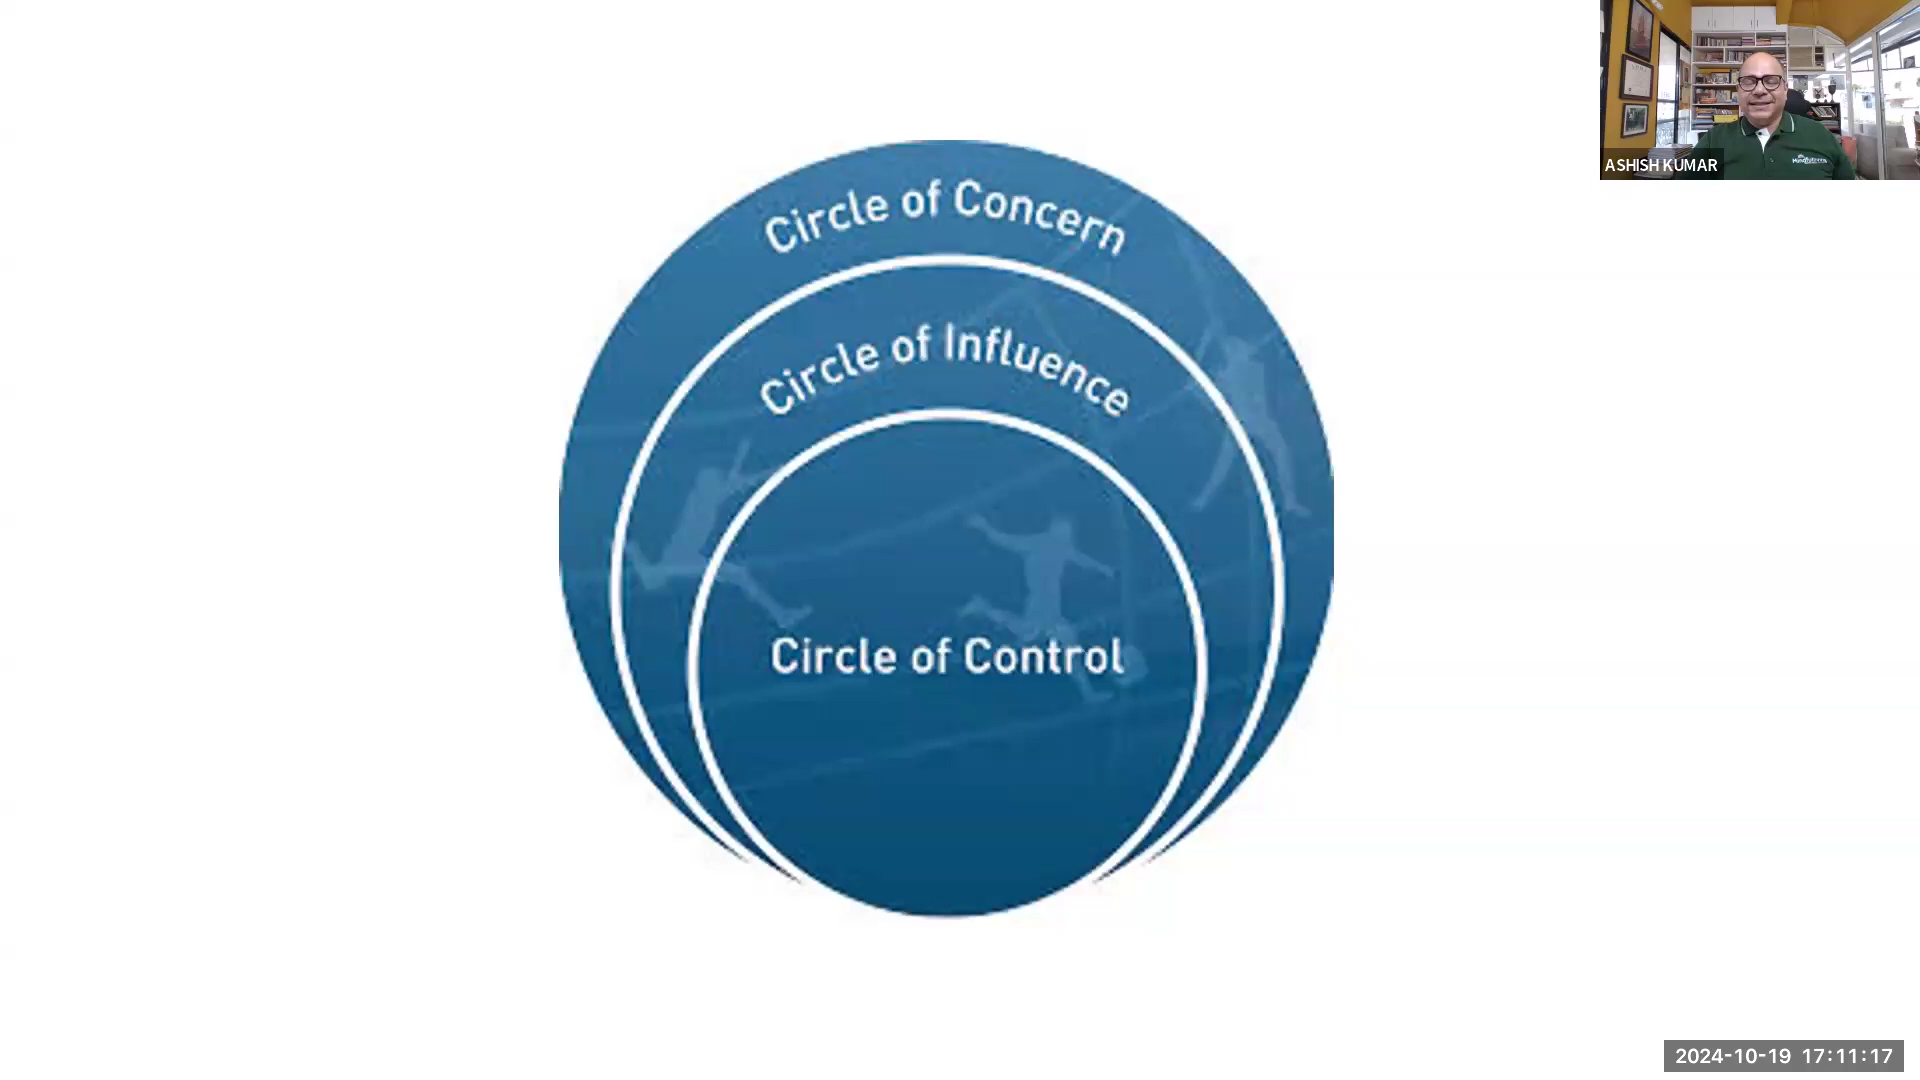 Circle of Concern
Circle of Influence
Circle of Control
ASHISH KUMAR
2024-10-19 17:11:17